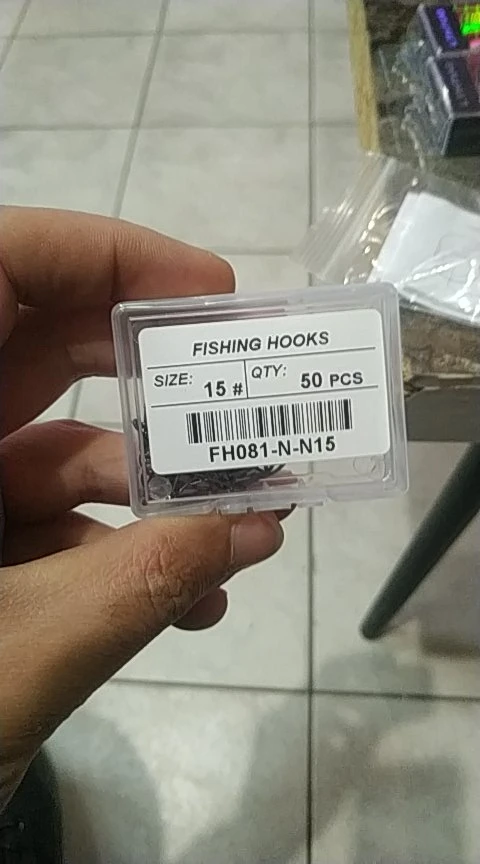 FISHING HOOKS
SIZE: 15 # QTY: 50 PCS
FH081-N-N15